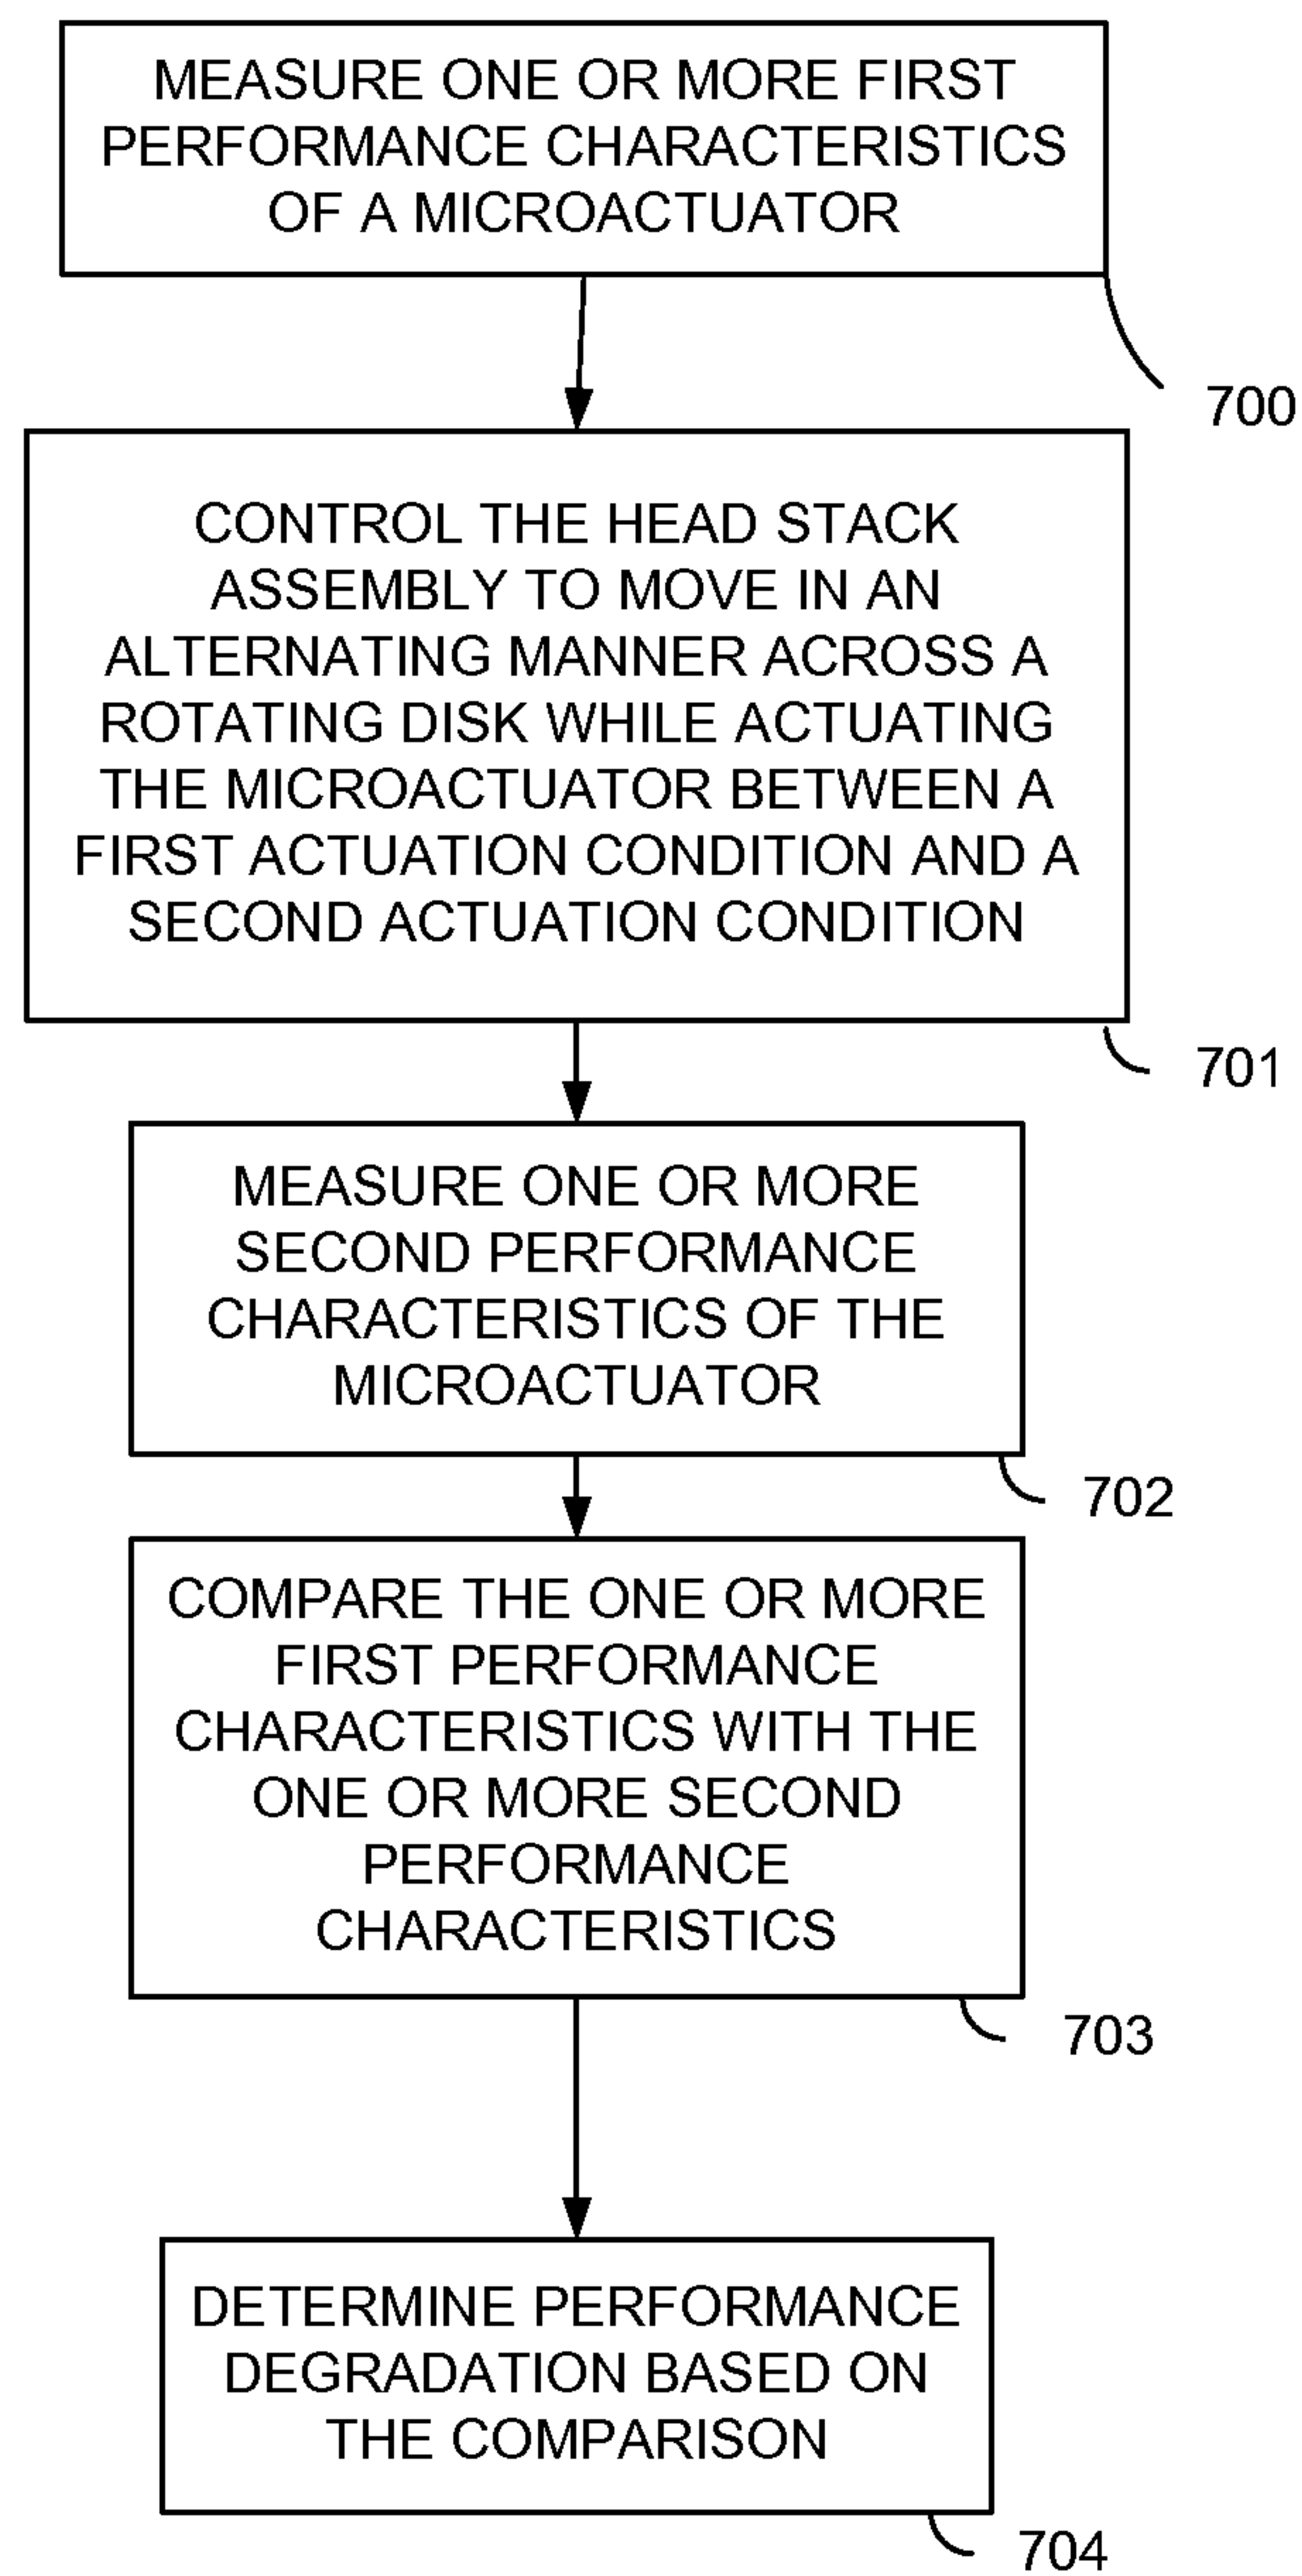 MEASURE ONE OR MORE FIRST
PERFORMANCE CHARACTERISTICS
OF A MICROACTUATOR
700
CONTROL THE HEAD STACK
ASSEMBLY TO MOVE IN AN
ALTERNATING MANNER ACROSS A
ROTATING DISK WHILE ACTUATING
THE MICROACTUATOR BETWEEN A
FIRST ACTUATION CONDITION AND A
SECOND ACTUATION CONDITION
701
MEASURE ONE OR MORE
SECOND PERFORMANCE
CHARACTERISTICS OF THE
MICROACTUATOR
702
COMPARE THE ONE OR MORE
FIRST PERFORMANCE
CHARACTERISTICS WITH THE
ONE OR MORE SECOND
PERFORMANCE
CHARACTERISTICS
703
DETERMINE PERFORMANCE
DEGRADATION BASED ON
THE COMPARISON
704